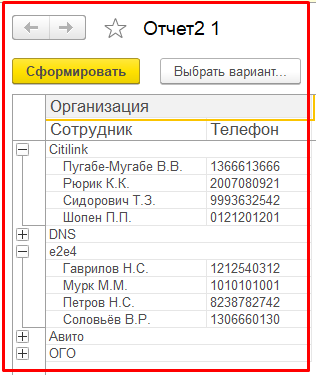 Отчет2 1
Сформировать Выбрать вариант...
Организация
Сотрудник Телефон
Citilink
Пугабе-Мугабе В.В. 1366613666
Рюрик К.К. 2007080921
Сидорович Т.З. 9993632542
Шопен П.П. 0121201201
DNS
e2e4
Гаврилов Н.С. 1212540312
Мурк М.М. 1010101001
Петров Н.С. 8238782742
Соловьёв В.Р. 1306660130
Авито
ОГО